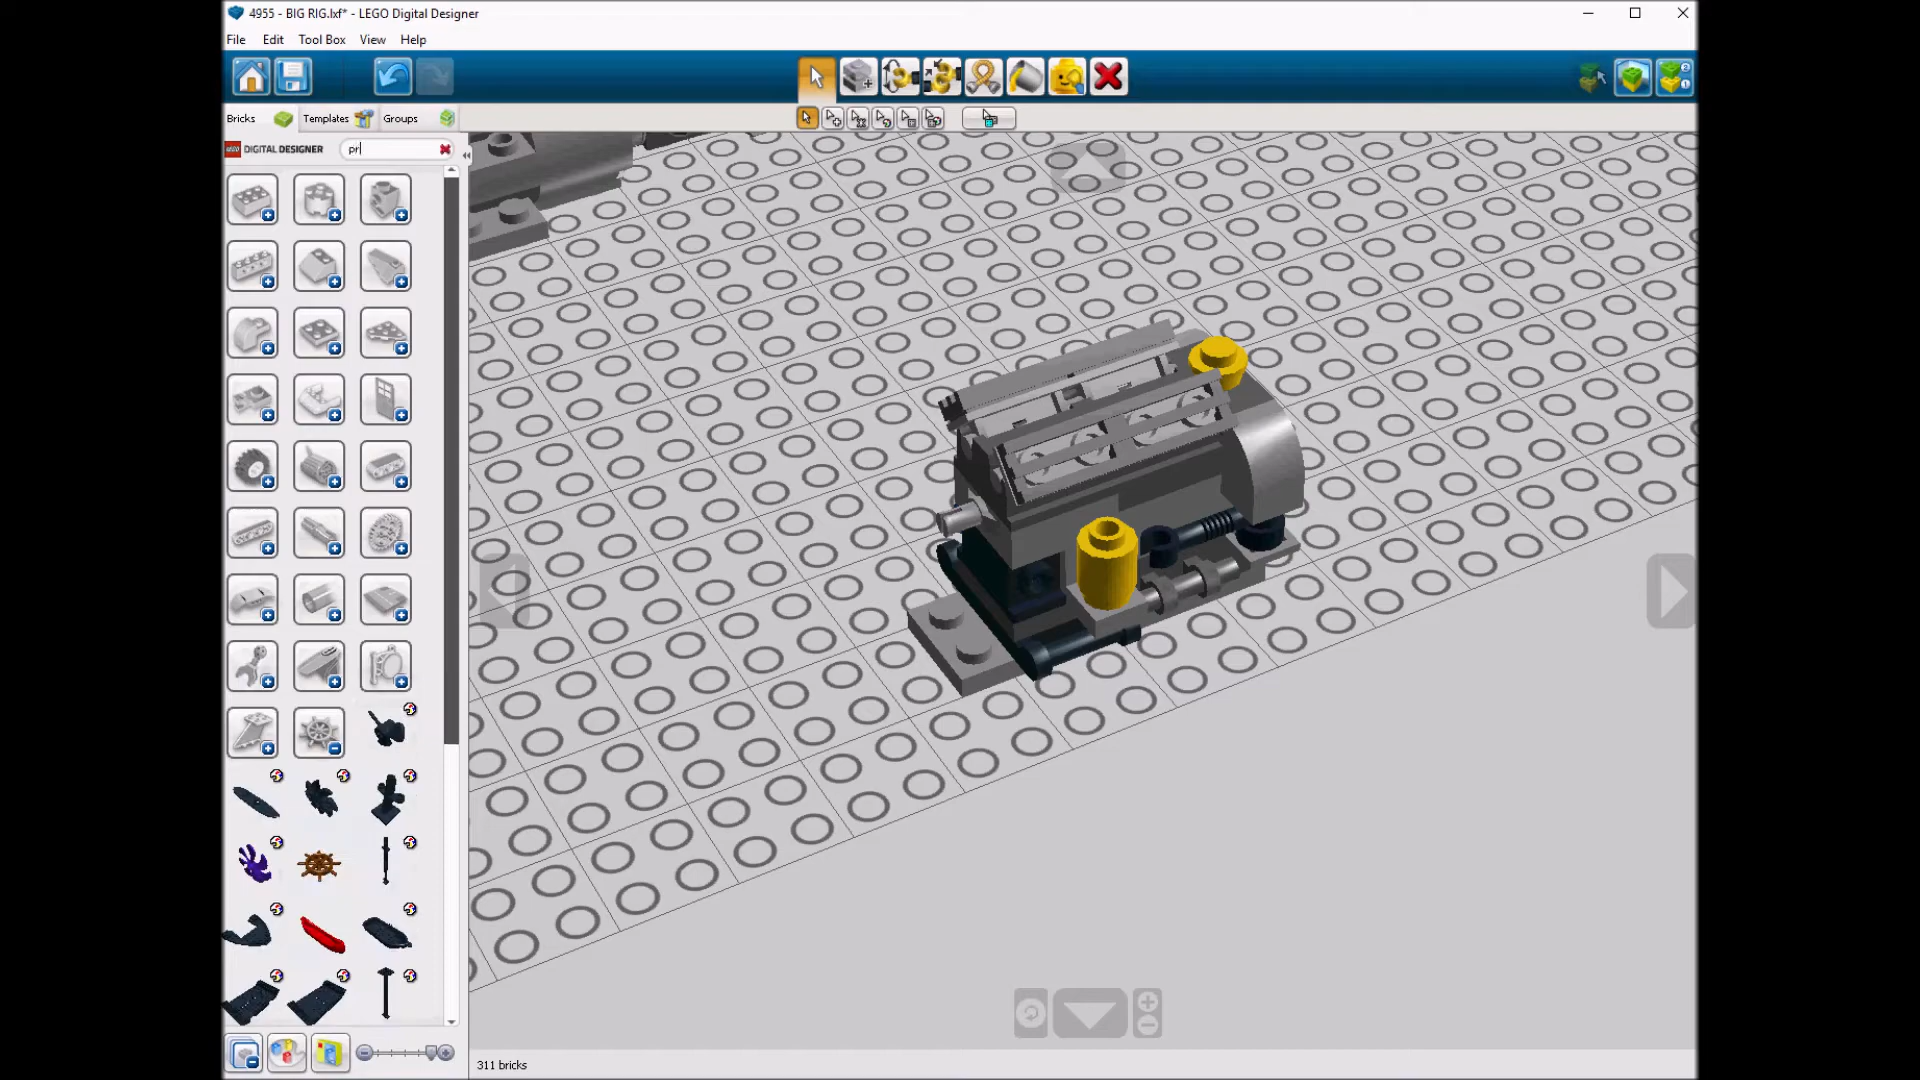 4955 - BIG RIG.lxf* - LEGO Digital Designer
File Edit Tool Box View Help
Bricks Templates Groups
LEGO DIGITAL DESIGNER pr
311 bricks